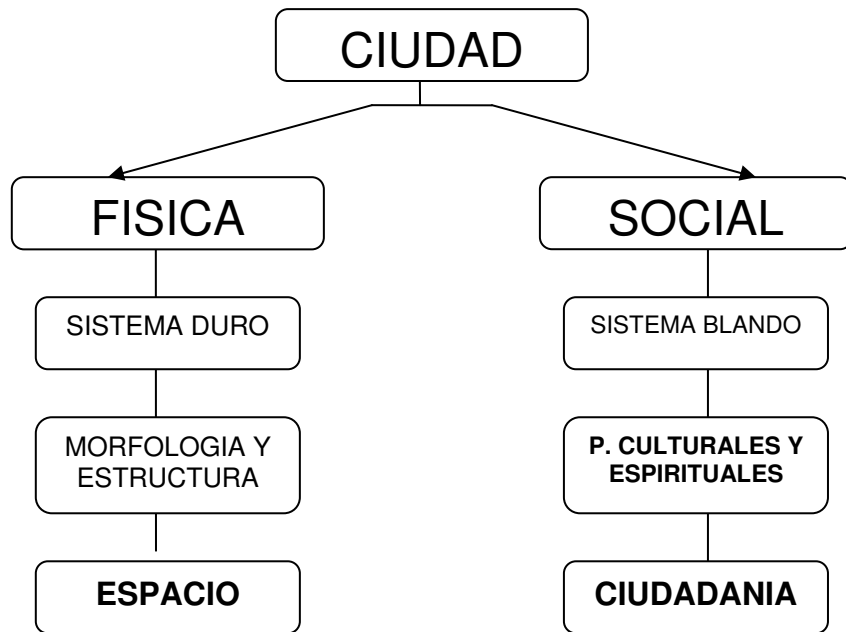 CIUDAD
FISICA
SOCIAL
SISTEMA DURO
SISTEMA BLANDO
MORFOLOGIA Y
ESTRUCTURA
P. CULTURALES Y
ESPIRITUALES
ESPACIO
CIUDADANIA